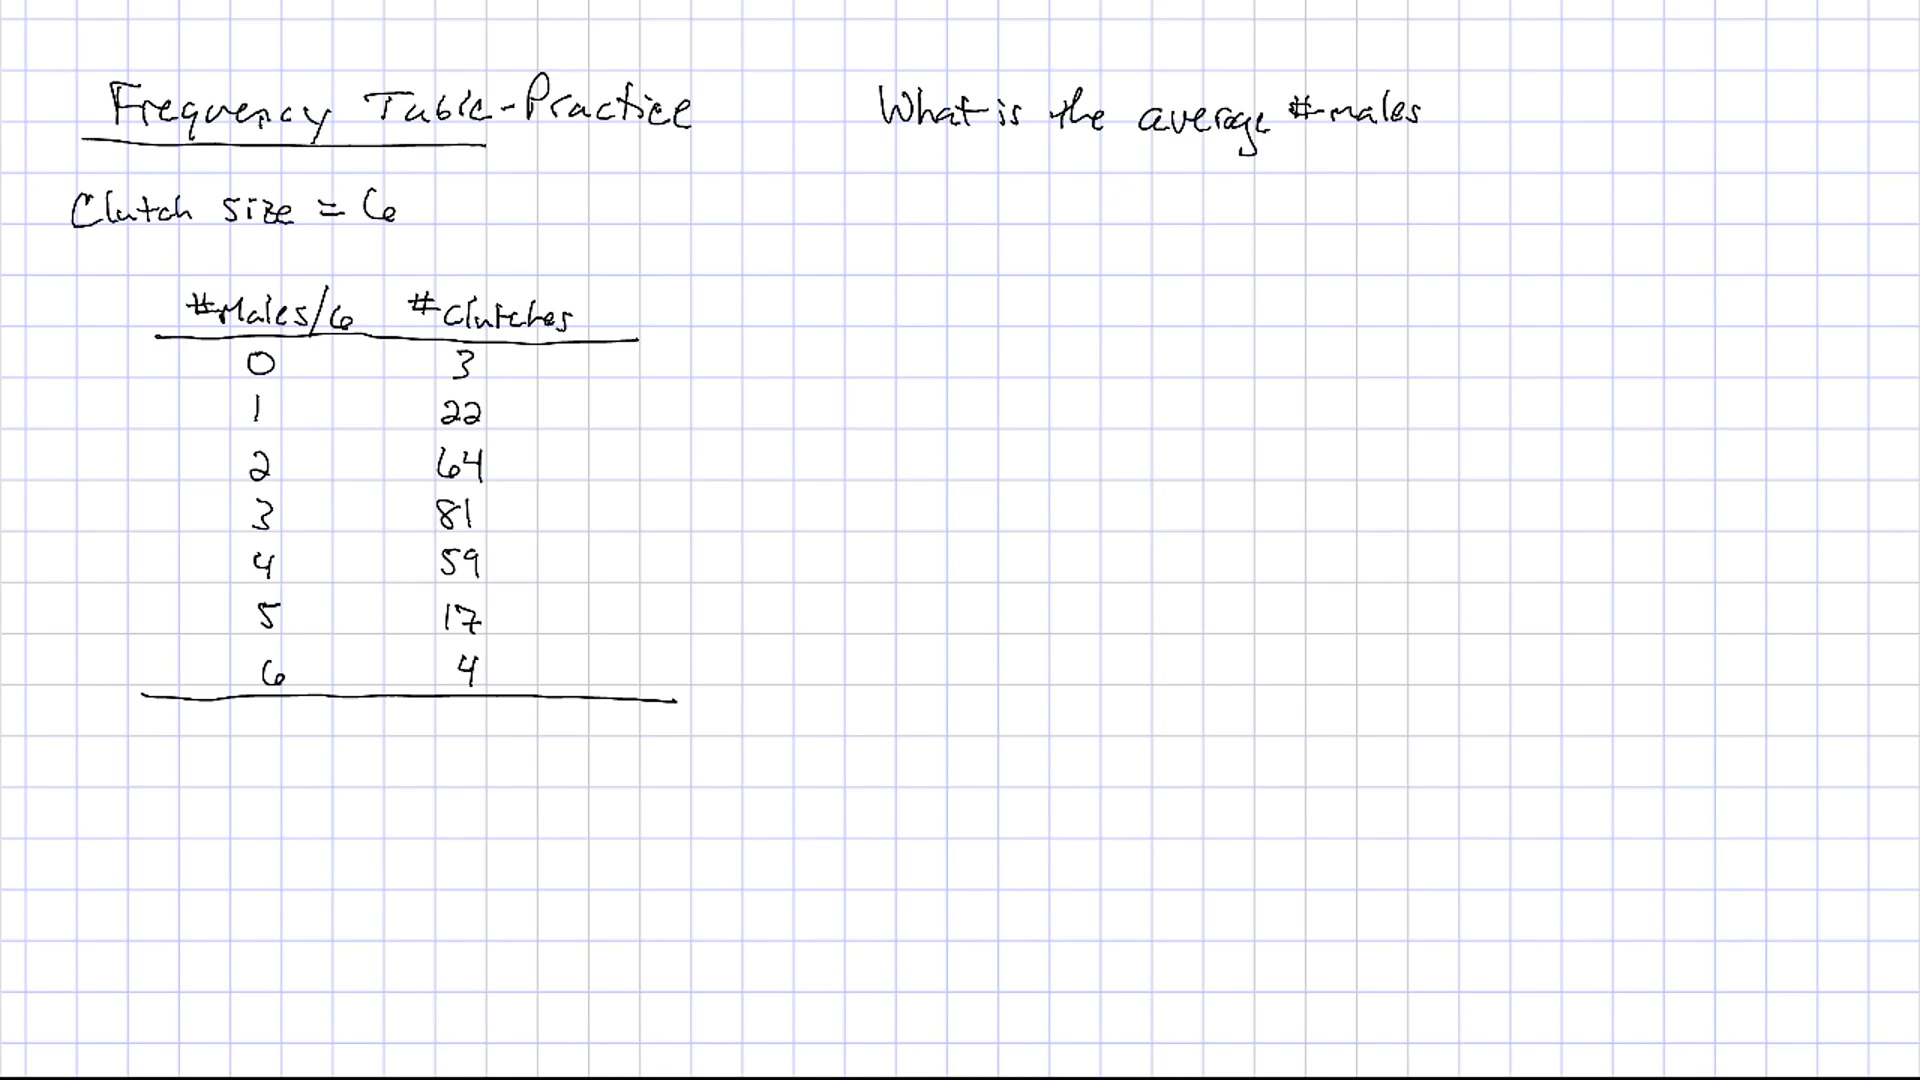 Frequency Table-Practice
Clutch size = 6
#Males/6 #Clutches
0 3
1 22
2 64
3 81
4 59
5 17
6 4
What is the average #males